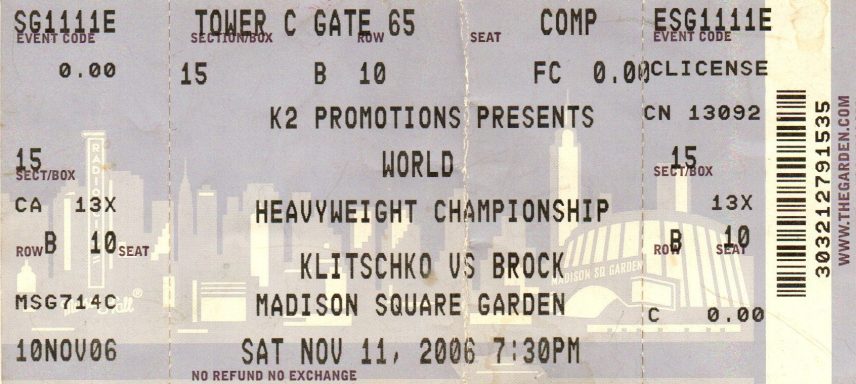 SG1111E TOWER C GATE 65 COMP ESG1111E
EVENT CODE SECTION/BOX ROW SEAT EVENT CODE
0.00 15 B 10 FC 0.00 CLICENSE
K2 PROMOTIONS PRESENTS CN 13092
15 WORLD 15
SECT/BOX SECT/BOX
CA 13X HEAVYWEIGHT CHAMPIONSHIP 13X
ROW B 10 SEAT KLITSCHKO VS BROCK ROW B 10 SEAT
MSG714C MADISON SQUARE GARDEN C 0.00
10NOV06 SAT NOV 11, 2006 7:30PM
NO REFUND NO EXCHANGE
RADIO
MADISON SQ GARDEN
303212791535
WWW.THEGARDEN.COM